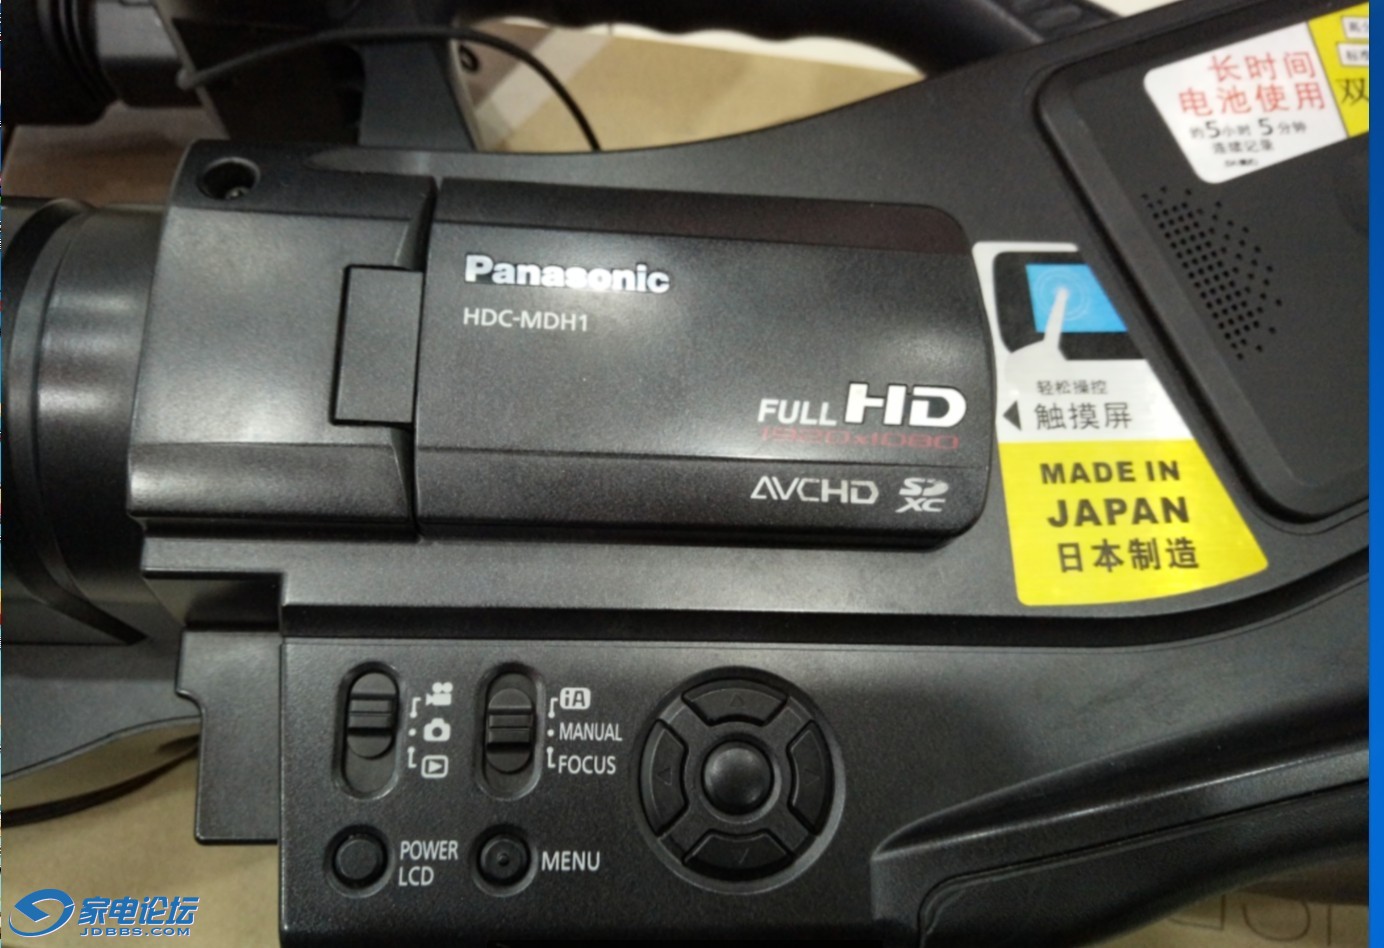 长时间
电池使用
约5小时5分钟
连续记录
双
Panasonic
HDC-MDH1
FULL HD
1920x1080
AVCHD
SD
XC
轻松操控
触摸屏
MADE IN
JAPAN
日本制造
iA
MANUAL
FOCUS
POWER
LCD
MENU
家电论坛
JDBBS.COM